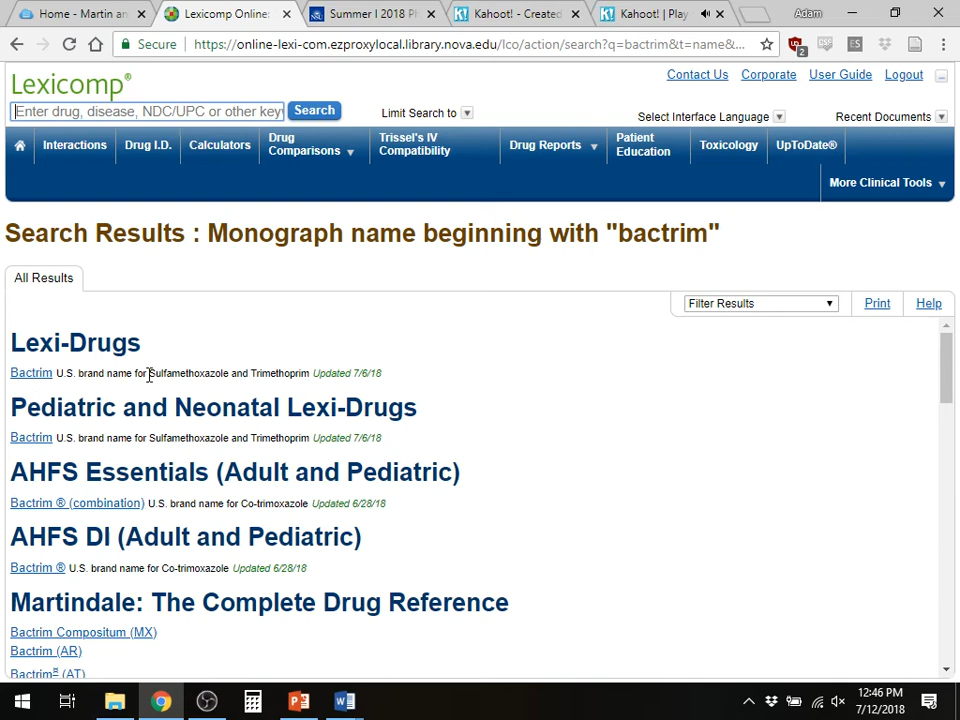 Home - Martin and
Lexicomp Online:
Summer I 2018 Ph
Kahoot! - Created
Kahoot! | Play
Adam
Secure
https://online-lexi-com.ezproxylocal.library.nova.edu/lco/action/search?q=bactrim&t=name&...
2
ES
Lexicomp®
Contact Us
Corporate
User Guide
Logout
Enter drug, disease, NDC/UPC or other key
Search
Limit Search to
Select Interface Language
Recent Documents
Interactions
Drug I.D.
Calculators
Drug Comparisons
Trissel's IV Compatibility
Drug Reports
Patient Education
Toxicology
UpToDate®
More Clinical Tools
Search Results : Monograph name beginning with "bactrim"
All Results
Filter Results
Print
Help
Lexi-Drugs
Bactrim U.S. brand name for Sulfamethoxazole and Trimethoprim Updated 7/6/18
Pediatric and Neonatal Lexi-Drugs
Bactrim U.S. brand name for Sulfamethoxazole and Trimethoprim Updated 7/6/18
AHFS Essentials (Adult and Pediatric)
Bactrim ® (combination) U.S. brand name for Co-trimoxazole Updated 6/28/18
AHFS DI (Adult and Pediatric)
Bactrim ® U.S. brand name for Co-trimoxazole Updated 6/28/18
Martindale: The Complete Drug Reference
Bactrim Compositum (MX)
Bactrim (AR)
Bactrim® (AT)
12:46 PM
7/12/2018